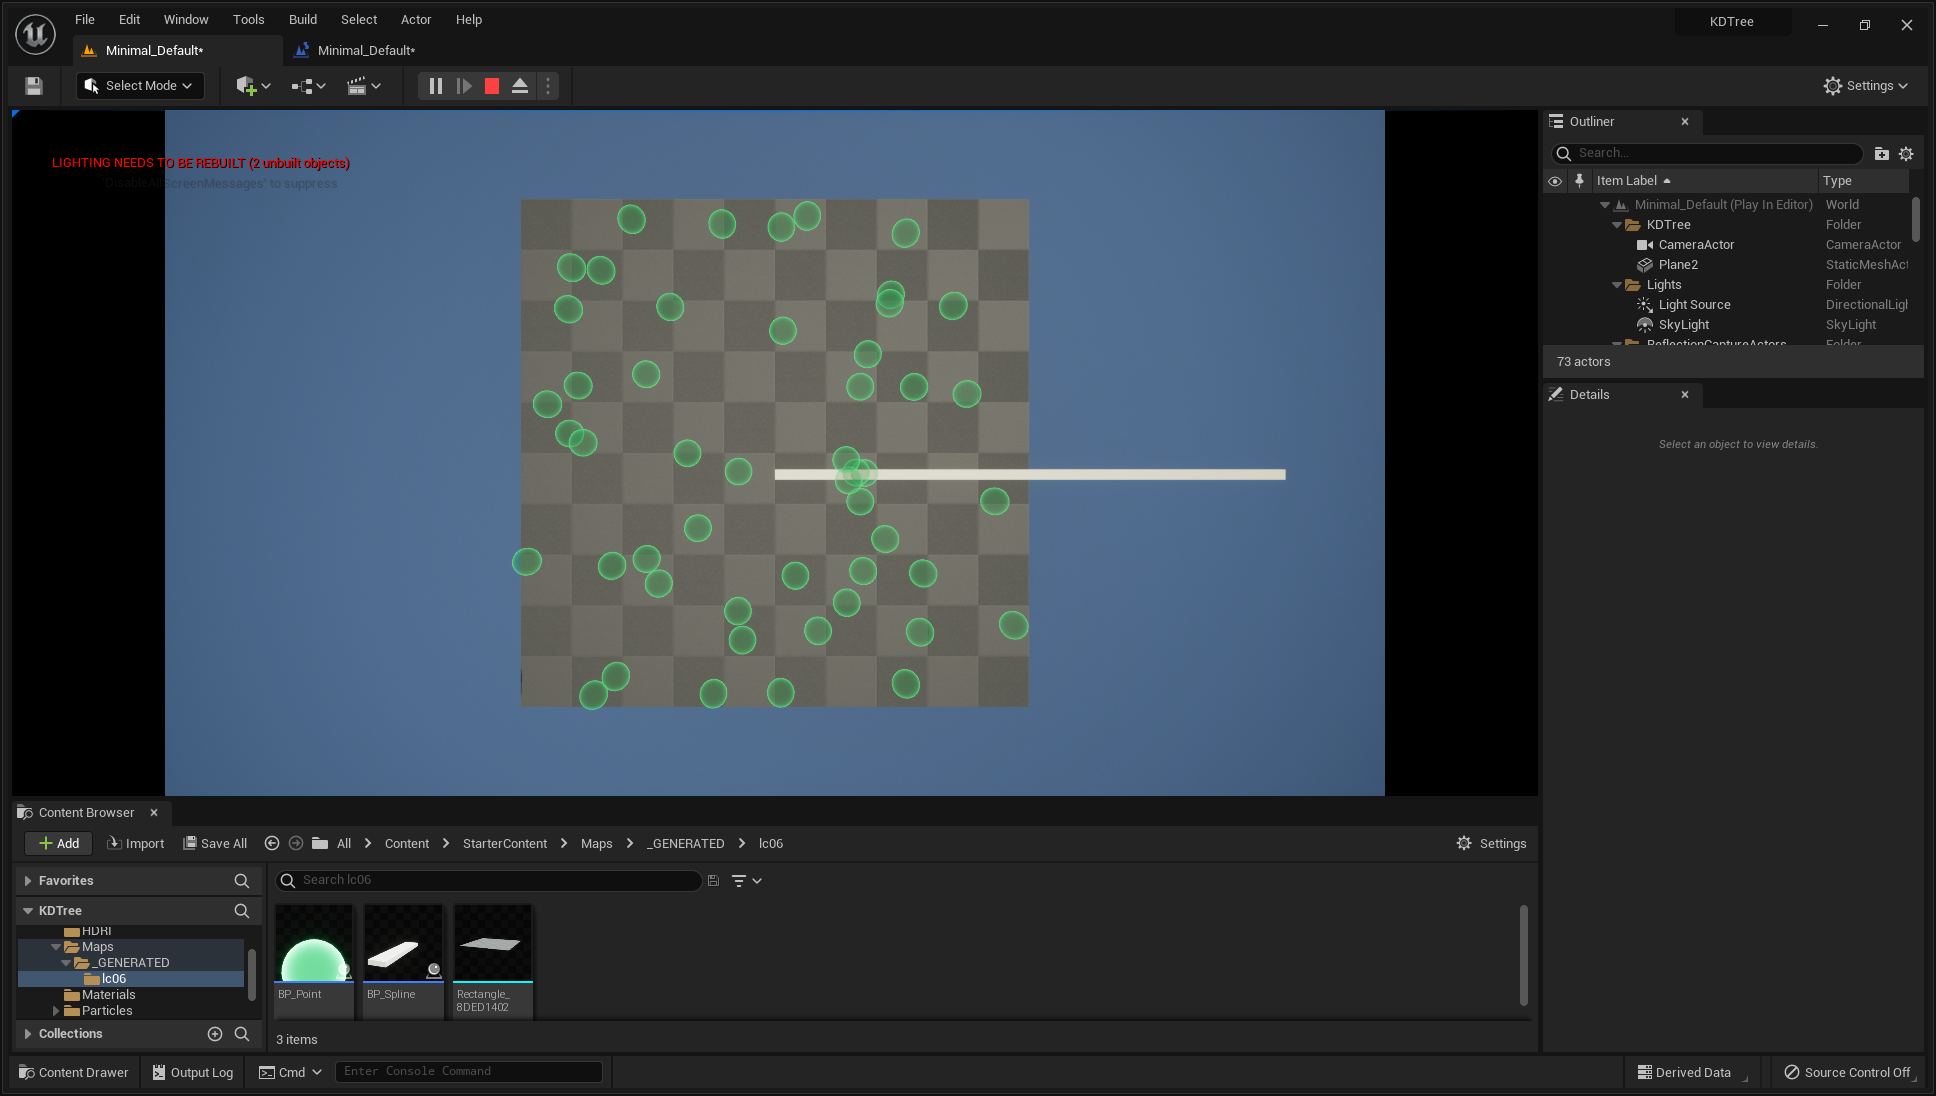 File Edit Window Tools Build Select Actor Help
KDTree
Minimal_Default*
Minimal_Default*
Select Mode
Settings
LIGHTING NEEDS TO BE REBUILT (2 unbuilt objects)
'DisableAllScreenMessages' to suppress
Outliner
Search...
Item Label Type
Minimal_Default (Play In Editor) World
KDTree Folder
CameraActor CameraActor
Plane2 StaticMeshAct
Lights Folder
Light Source DirectionalLigh
SkyLight SkyLight
ReflectionCaptureActors Folder
73 actors
Details
Select an object to view details.
Content Browser
Add Import Save All All Content StarterContent Maps _GENERATED lc06 Settings
Favorites
Search lc06
KDTree
HDRI
Maps
_GENERATED
lc06
Materials
Particles
Collections
BP_Point
BP_Spline
Rectangle_
8DED1402
3 items
Content Drawer Output Log Cmd Enter Console Command Derived Data Source Control Off